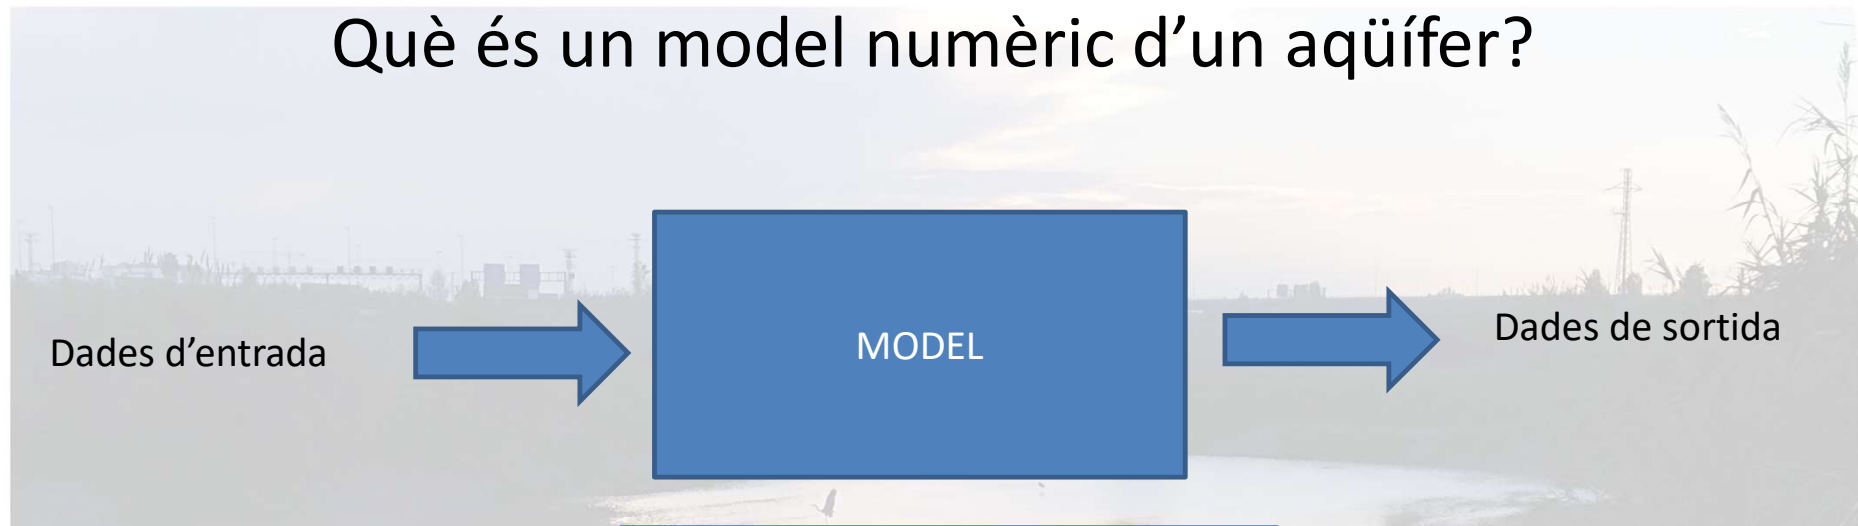 Què és un model numèric d’un aqüífer?
Dades d’entrada
MODEL
Dades de sortida